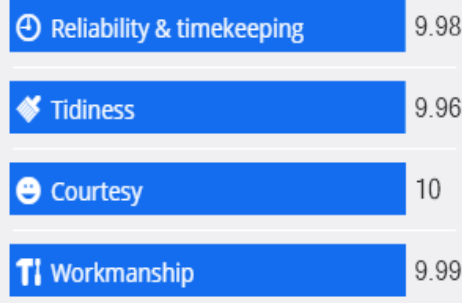 Reliability & timekeeping 9.98
Tidiness 9.96
Courtesy 10
Workmanship 9.99